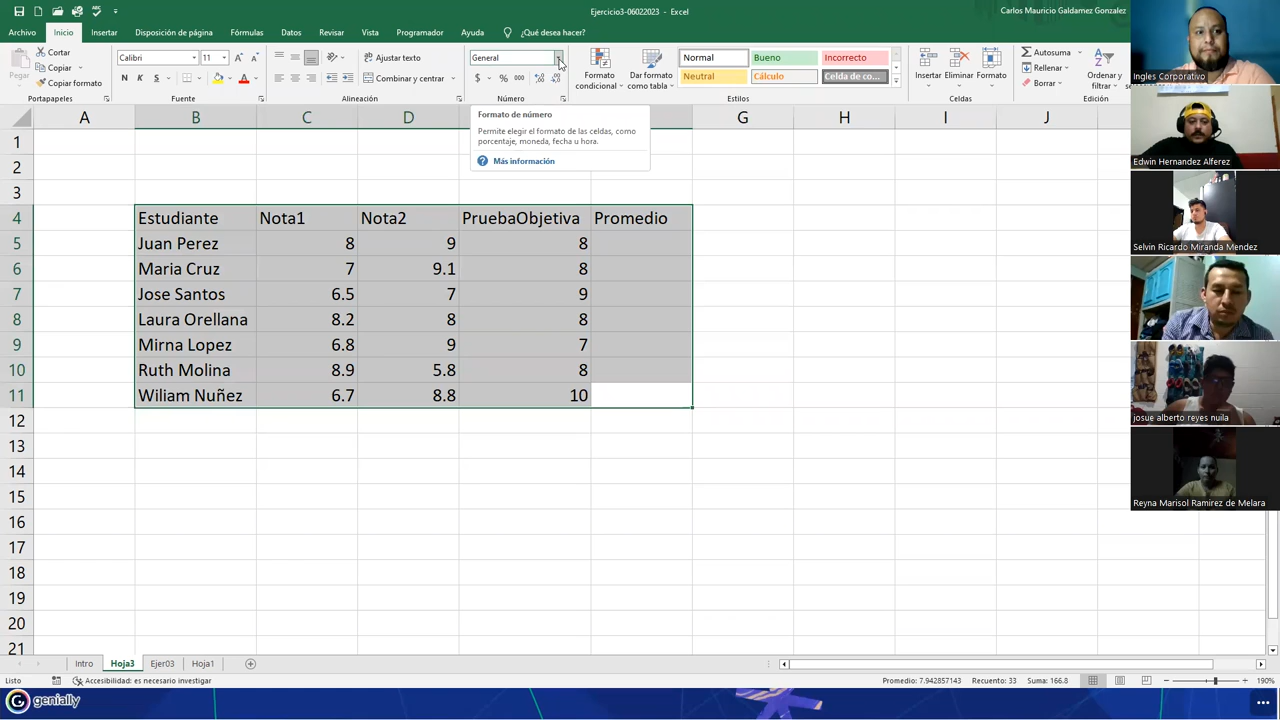 Ejercicio3-06022023 - Excel
Carlos Mauricio Galdamez Gonzalez
Archivo Inicio Insertar Disposición de página Fórmulas Datos Revisar Vista Programador Ayuda ¿Qué desea hacer?
Pegar
Cortar
Copiar
Copiar formato
Portapapeles
Calibri 11
N K S
Fuente
Ajustar texto
Combinar y centrar
Alineación
General
$ % 000
Número
Formato condicional
Dar formato como tabla
Normal Bueno Incorrecto
Neutral Cálculo Celda de co...
Estilos
Insertar Eliminar Formato
Celdas
Autosuma
Rellenar
Borrar
Ordenar y filtrar
Edición
Formato de número
Permite elegir el formato de las celdas, como
porcentaje, moneda, fecha u hora.
Más información
A B C D G H I J
1
2
3
4 Estudiante Nota1 Nota2 PruebaObjetiva Promedio
5 Juan Perez 8 9 8
6 Maria Cruz 7 9.1 8
7 Jose Santos 6.5 7 9
8 Laura Orellana 8.2 8 8
9 Mirna Lopez 6.8 9 7
10 Ruth Molina 8.9 5.8 8
11 Wiliam Nuñez 6.7 8.8 10
12
13
14
15
16
17
18
19
20
21
Intro Hoja3 Ejer03 Hoja1
Listo Accesibilidad: es necesario investigar Promedio: 7.942857143 Recuento: 33 Suma: 166.8 190%
genially
Ingles Corporativo
Edwin Hernandez Alferez
Selvin Ricardo Miranda Mendez
josue alberto reyes nuila
Reyna Marisol Ramirez de Melara